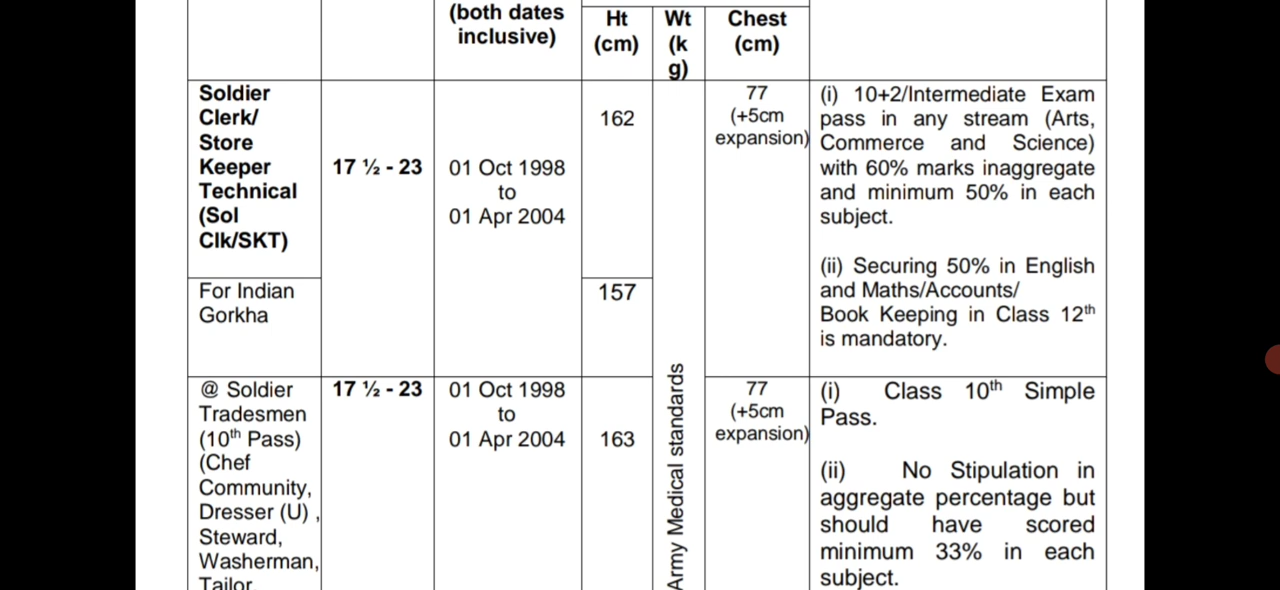 (both dates
inclusive)
Ht
(cm)
Wt
(k
g)
Chest
(cm)
Soldier
Clerk/
Store
Keeper
Technical
(Sol
Clk/SKT)
17 ½ - 23
01 Oct 1998
to
01 Apr 2004
162
77
(+5cm
expansion)
(i) 10+2/Intermediate Exam
pass in any stream (Arts,
Commerce and Science)
with 60% marks inaggregate
and minimum 50% in each
subject.
(ii) Securing 50% in English
and Maths/Accounts/
Book Keeping in Class 12th
is mandatory.
For Indian
Gorkha
157
Army Medical standards
@ Soldier
Tradesmen
(10th Pass)
(Chef
Community,
Dresser (U) ,
Steward,
Washerman,
Tailor
17 ½ - 23
01 Oct 1998
to
01 Apr 2004
163
77
(+5cm
expansion)
(i) Class 10th Simple
Pass.
(ii) No Stipulation in
aggregate percentage but
should have scored
minimum 33% in each
subject.